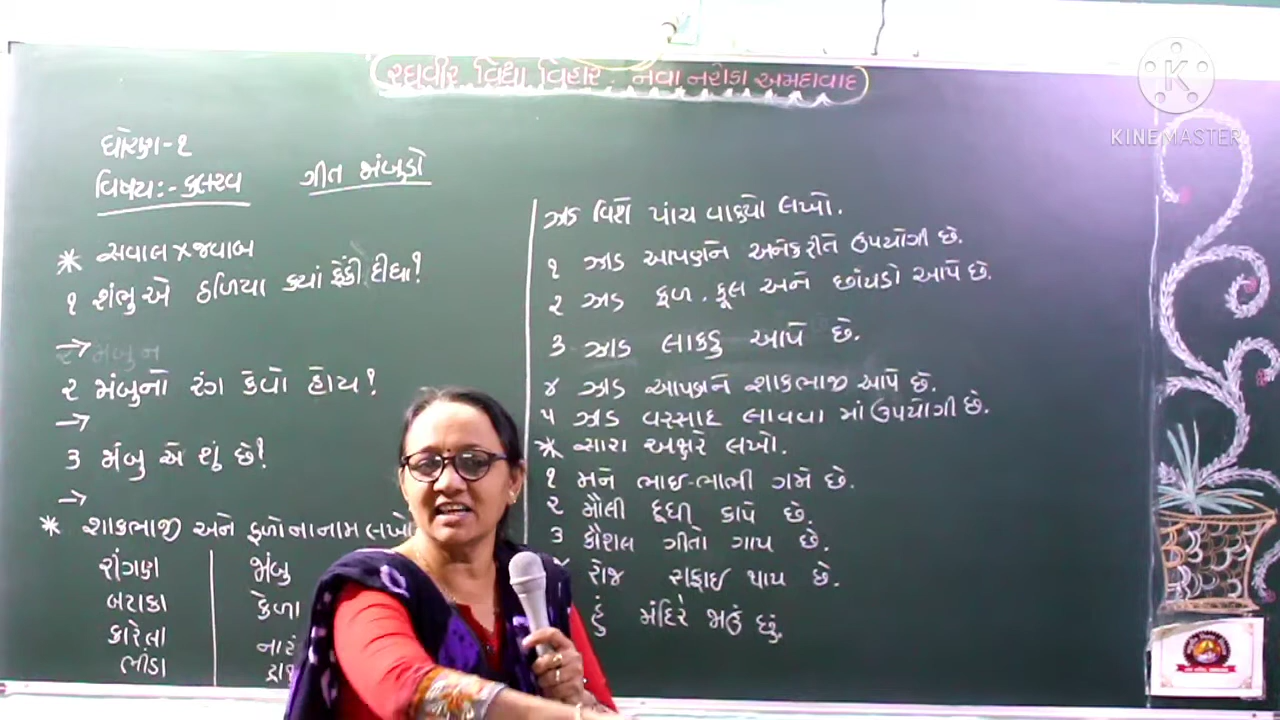 રઘુવીર વિદ્યા વિહાર - નવા નરોડા અમદાવાદ
KINEMASTER
ધોરણ-૧
વિષય:- કલરવ
ગીત જાંબુડો
* સવાલ * જવાબ
૧ શંભુએ ઠળિયા ક્યાં ફેંકી દીધા?
→
૨ જાંબુનો રંગ કેવો હોય?
→
૩ જાંબુ એ શું છે?
→
* શાકભાજી અને ફળોના નામ લખો
રીંગણ જાંબુ
બટાકા કેળા
કારેલા
ભીંડા
ઝાડ વિશે પાંચ વાક્યો લખો.
૧ ઝાડ આપણને અનેક રીતે ઉપયોગી છે.
૨ ઝાડ ફળ, ફૂલ અને છાંયડો આપે છે.
૩ ઝાડ લાકડુ આપે છે.
૪ ઝાડ આપણને શાકભાજી આપે છે.
૫ ઝાડ વરસાદ લાવવા માં ઉપયોગી છે.
* સારા અક્ષરે લખો.
૧ મને ભાઈ-ભાભી ગમે છે.
૨ મૌલી દૂધી કાપે છે.
૩ કૌશલ ગીતો ગાય છે.
રોજ સફાઈ થાય છે.
હું મંદિરે જાઉં છું.